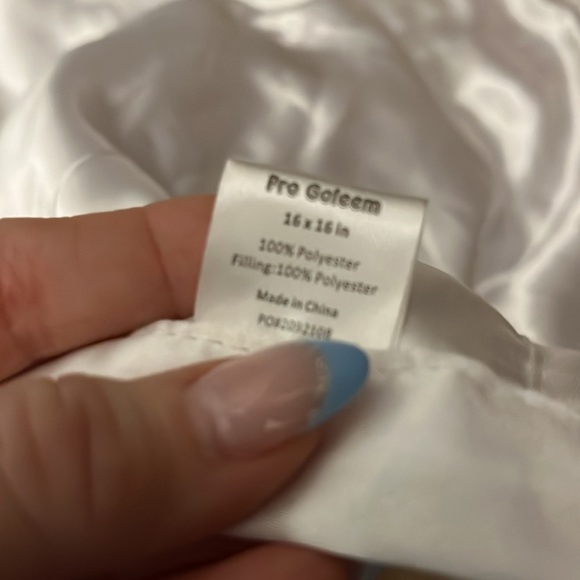 Pro Goleem
16 x 16 in
100% Polyester
Filling:100% Polyester
Made in China